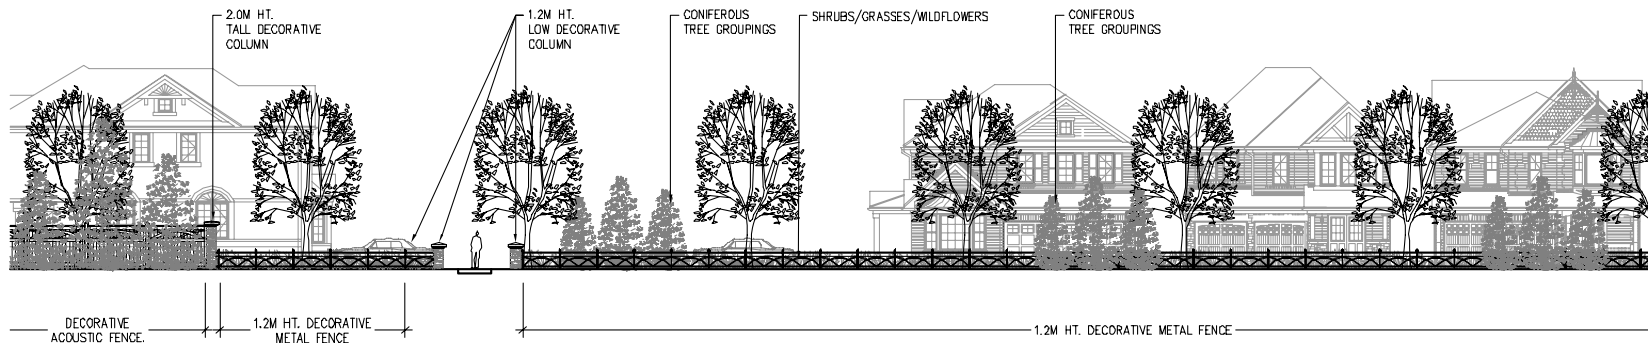 2.0M HT.
TALL DECORATIVE
COLUMN
1.2M HT.
LOW DECORATIVE
COLUMN
CONIFEROUS
TREE GROUPINGS
SHRUBS/GRASSES/WILDFLOWERS
CONIFEROUS
TREE GROUPINGS
DECORATIVE
ACOUSTIC FENCE.
1.2M HT. DECORATIVE
METAL FENCE
1.2M HT. DECORATIVE METAL FENCE